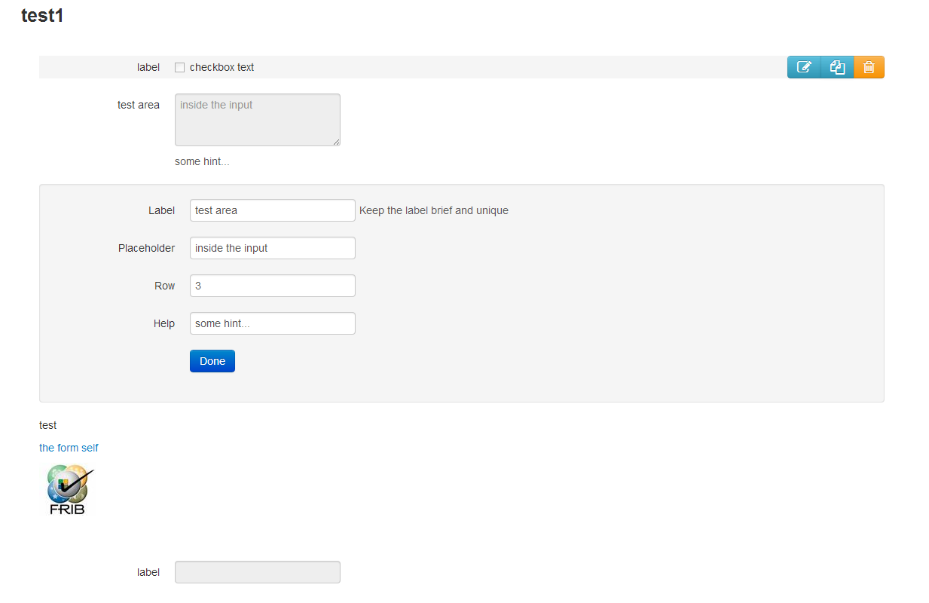 test1
label checkbox text
test area inside the input
some hint...
Label test area Keep the label brief and unique
Placeholder inside the input
Row 3
Help some hint...
Done
test
the form self
FRIB
label